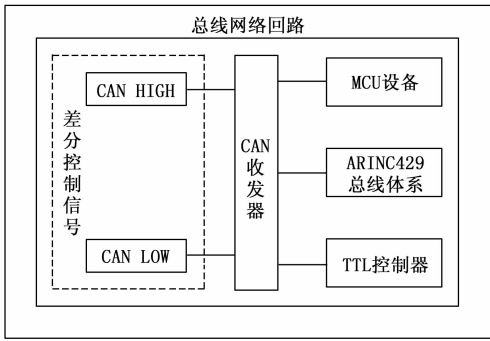 总线网络回路
差分控制信号
CAN HIGH
CAN LOW
CAN
收发器
MCU设备
ARINC429
总线体系
TTL控制器